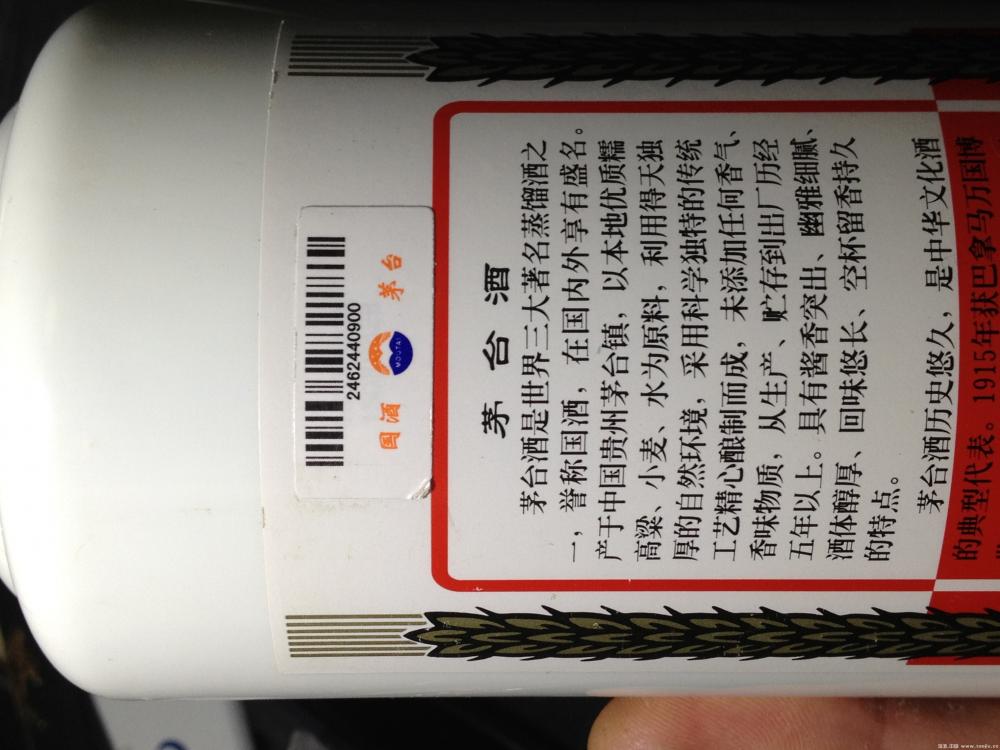 2462440900
国酒 MOUTAI 茅台
茅台酒
茅台酒是世界三大著名蒸馏酒之
一，誉称国酒，在国内外享有盛名。
产于中国贵州茅台镇，以本地优质糯
高粱、小麦、水为原料，利用得天独
厚的自然环境，采用科学独特的传统
工艺精心酿制而成，未添加任何香气、
香味物质，从生产、贮存到出厂历经
五年以上。具有酱香突出、幽雅细腻、
酒体醇厚、回味悠长、空杯留香持久
的特点。
茅台酒历史悠久，是中华文化酒
的典型代表。1915年获巴拿马万国博